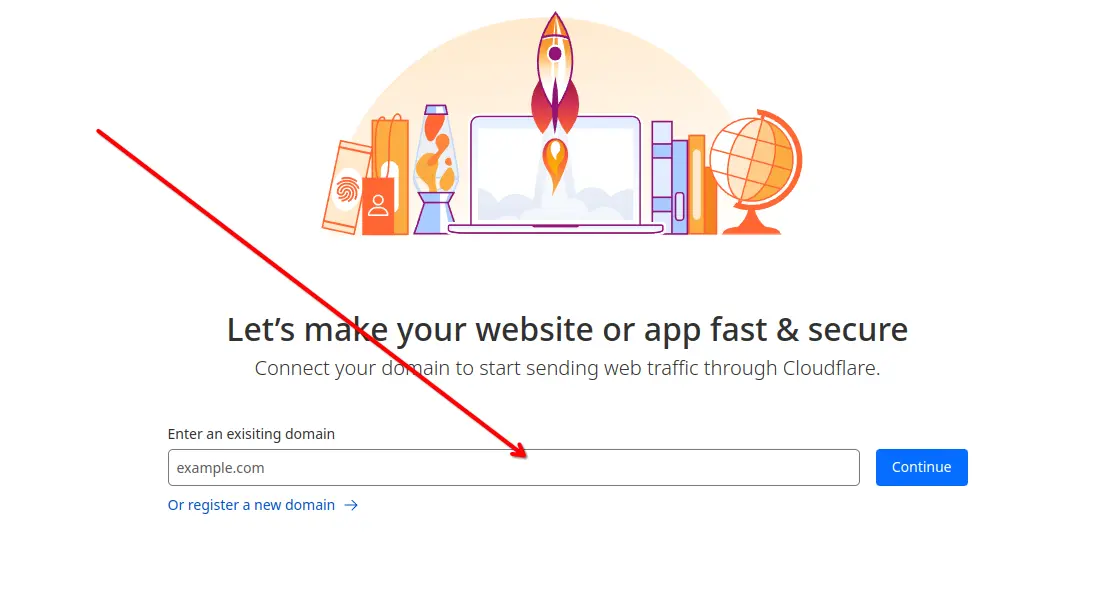 Let’s make your website or app fast & secure
Connect your domain to start sending web traffic through Cloudflare.
Enter an exisiting domain
example.com
Continue
Or register a new domain →